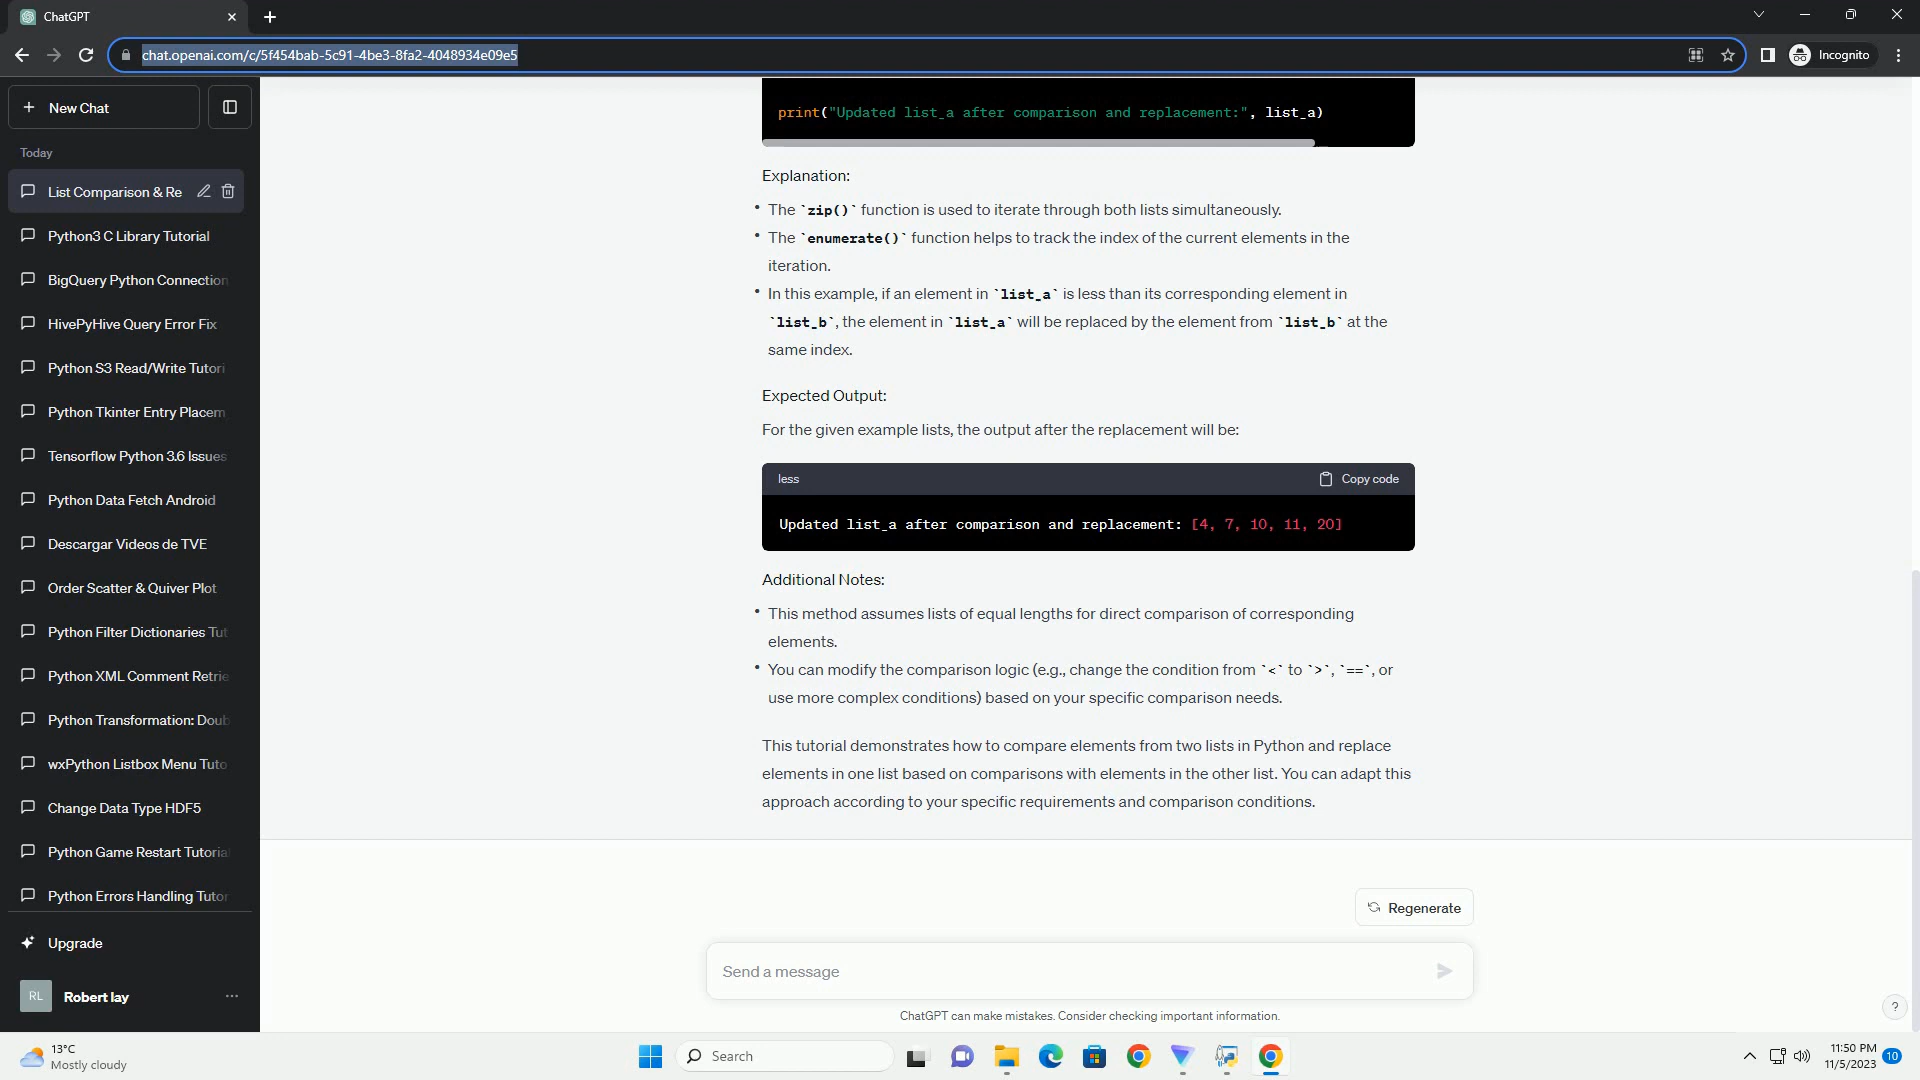 ChatGPT
chat.openai.com/c/5f454bab-5c91-4be3-8fa2-4048934e09e5
Incognito
New Chat
Today
List Comparison & Re
Python3 C Library Tutorial
BigQuery Python Connection
HivePyHive Query Error Fix
Python S3 Read/Write Tutori
Python Tkinter Entry Placem
Tensorflow Python 3.6 Issues
Python Data Fetch Android
Descargar Videos de TVE
Order Scatter & Quiver Plot
Python Filter Dictionaries Tut
Python XML Comment Retrie
Python Transformation: Doub
wxPython Listbox Menu Tuto
Change Data Type HDF5
Python Game Restart Tutoria
Python Errors Handling Tutor
Upgrade
RL
Robert lay
print("Updated list_a after comparison and replacement:", list_a)
Explanation:
• The `zip()` function is used to iterate through both lists simultaneously.
• The `enumerate()` function helps to track the index of the current elements in the
iteration.
• In this example, if an element in `list_a` is less than its corresponding element in
`list_b`, the element in `list_a` will be replaced by the element from `list_b` at the
same index.
Expected Output:
For the given example lists, the output after the replacement will be:
less
Copy code
Updated list_a after comparison and replacement: [4, 7, 10, 11, 20]
Additional Notes:
• This method assumes lists of equal lengths for direct comparison of corresponding
elements.
• You can modify the comparison logic (e.g., change the condition from `<` to `>`, `==`, or
use more complex conditions) based on your specific comparison needs.
This tutorial demonstrates how to compare elements from two lists in Python and replace
elements in one list based on comparisons with elements in the other list. You can adapt this
approach according to your specific requirements and comparison conditions.
Regenerate
Send a message
ChatGPT can make mistakes. Consider checking important information.
?
13°C
Mostly cloudy
Search
11:50 PM
11/5/2023
10